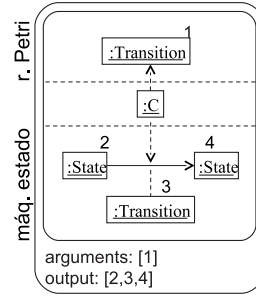 r. Petri
1
:Transition
:C
máq. estado
2
4
:State
:State
3
:Transition
arguments: [1]
output: [2,3,4]